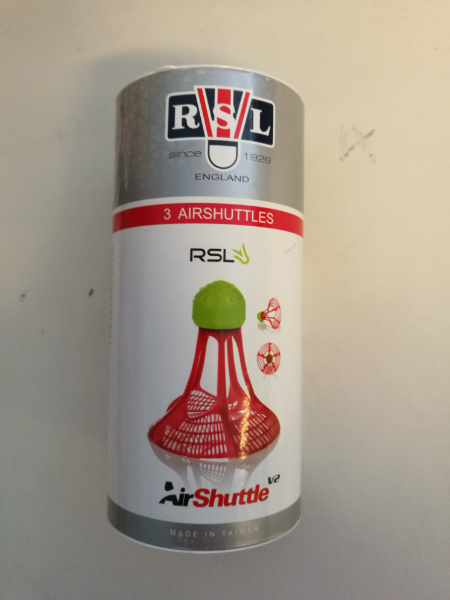 RSL
since 1928
ENGLAND
3 AIRSHUTTLES
RSL
AirShuttle V2
MADE IN TAIWAN